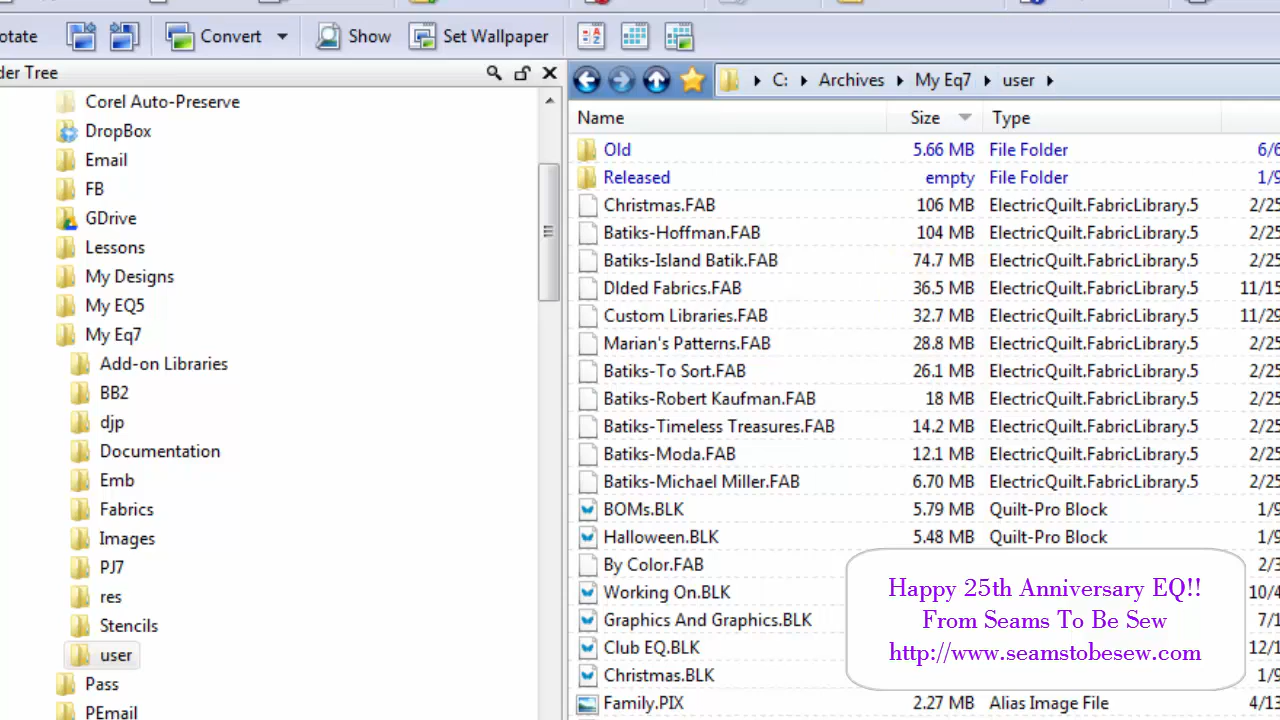 otate Convert Show Set Wallpaper
der Tree
Corel Auto-Preserve
DropBox
Email
FB
GDrive
Lessons
My Designs
My EQ5
My Eq7
Add-on Libraries
BB2
djp
Documentation
Emb
Fabrics
Images
PJ7
res
Stencils
user
Pass
PEmail
C: Archives My Eq7 user
Name Size Type
Old 5.66 MB File Folder 6/6
Released empty File Folder 1/9
Christmas.FAB 106 MB ElectricQuilt.FabricLibrary.5 2/25
Batiks-Hoffman.FAB 104 MB ElectricQuilt.FabricLibrary.5 2/25
Batiks-Island Batik.FAB 74.7 MB ElectricQuilt.FabricLibrary.5 2/25
Dlded Fabrics.FAB 36.5 MB ElectricQuilt.FabricLibrary.5 11/15
Custom Libraries.FAB 32.7 MB ElectricQuilt.FabricLibrary.5 11/29
Marian's Patterns.FAB 28.8 MB ElectricQuilt.FabricLibrary.5 2/25
Batiks-To Sort.FAB 26.1 MB ElectricQuilt.FabricLibrary.5 2/25
Batiks-Robert Kaufman.FAB 18 MB ElectricQuilt.FabricLibrary.5 2/25
Batiks-Timeless Treasures.FAB 14.2 MB ElectricQuilt.FabricLibrary.5 2/25
Batiks-Moda.FAB 12.1 MB ElectricQuilt.FabricLibrary.5 2/25
Batiks-Michael Miller.FAB 6.70 MB ElectricQuilt.FabricLibrary.5 2/25
BOMs.BLK 5.79 MB Quilt-Pro Block 1/9
Halloween.BLK 5.48 MB Quilt-Pro Block 1/9
By Color.FAB 2/3
Working On.BLK 10/4
Graphics And Graphics.BLK 7/1
Club EQ.BLK 12/1
Christmas.BLK 1/9
Family.PIX 2.27 MB Alias Image File 4/13
Happy 25th Anniversary EQ!!
From Seams To Be Sew
http://www.seamstobesew.com